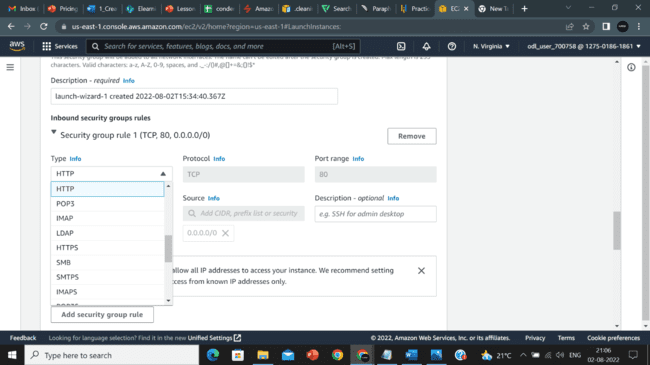 Inbox
Pricing
1_Crea
Elearn
Lesson
conde
Amazon
.clean
Search
Paraph
Practic
EC2
New Ta
us-east-1.console.aws.amazon.com/ec2/v2/home?region=us-east-1#LaunchInstances:
aws
Services
Search for services, features, blogs, docs, and more
[Alt+S]
N. Virginia
odl_user_700758 @ 1275-0186-1861
characters. Valid characters: a-z, A-Z, 0-9, spaces, and ._-:/()#,@[]+=&;{}!$*
Description - required Info
launch-wizard-1 created 2022-08-02T15:34:40.367Z
Inbound security groups rules
Security group rule 1 (TCP, 80, 0.0.0.0/0)
Remove
Type Info
Protocol Info
Port range Info
HTTP
TCP
80
HTTP
POP3
IMAP
LDAP
HTTPS
SMB
SMTPS
IMAPS
Source Info
Description - optional Info
Add CIDR, prefix list or security
e.g. SSH for admin desktop
0.0.0.0/0
allow all IP addresses to access your instance. We recommend setting
cess from known IP addresses only.
Add security group rule
Feedback
Looking for language selection? Find it in the new Unified Settings
© 2022, Amazon Web Services, Inc. or its affiliates.
Privacy
Terms
Cookie preferences
Type here to search
21°C
ENG
21:06
02-08-2022